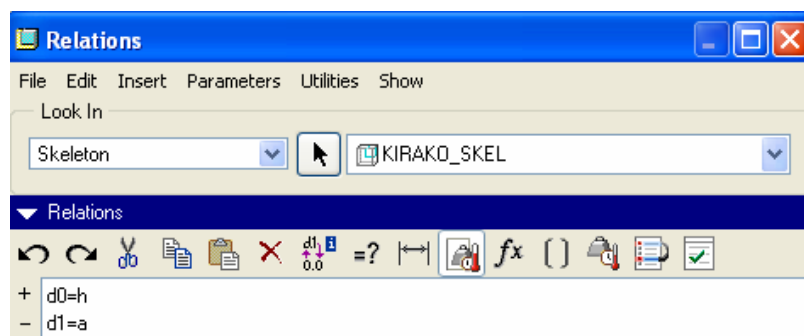 Relations
File Edit Insert Parameters Utilities Show
Look In
Skeleton KIRAKO_SKEL
Relations
d1 i 0.0 =? fx ( )
+ d0=h
- d1=a